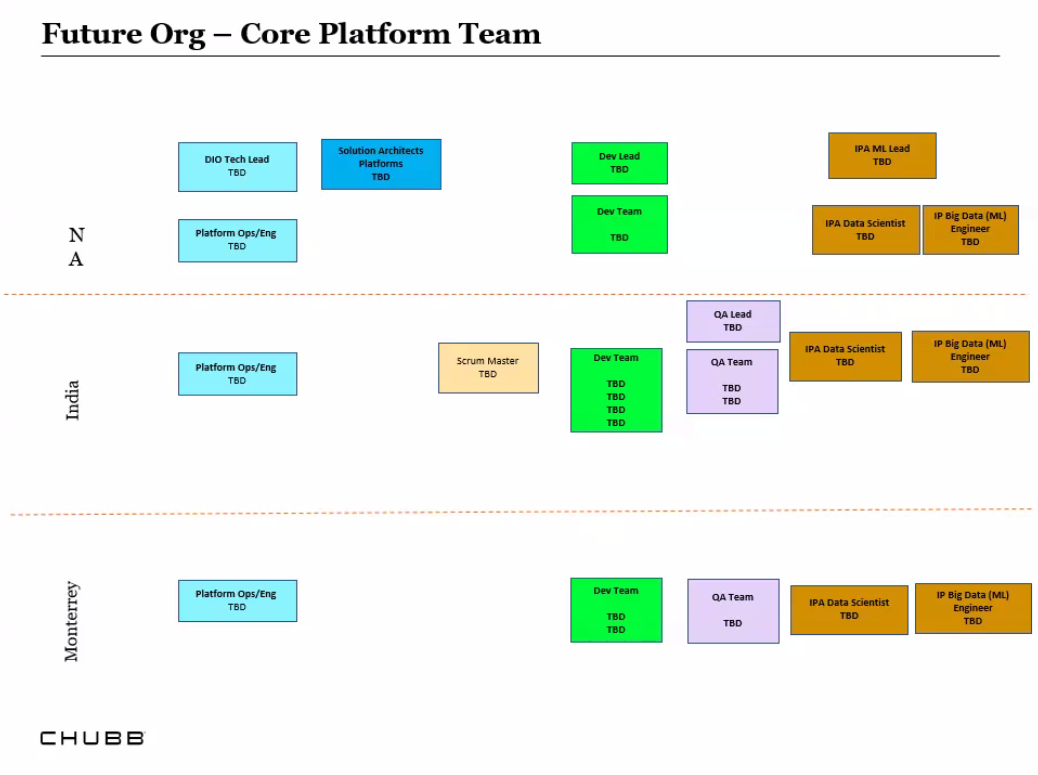 Future Org – Core Platform Team
DIO Tech Lead
TBD
Solution Architects
Platforms
TBD
Dev Lead
TBD
IPA ML Lead
TBD
N
A
Platform Ops/Eng
TBD
Dev Team
TBD
IPA Data Scientist
TBD
IP Big Data (ML)
Engineer
TBD
India
Platform Ops/Eng
TBD
Scrum Master
TBD
Dev Team
TBD
TBD
TBD
TBD
QA Lead
TBD
QA Team
TBD
TBD
IPA Data Scientist
TBD
IP Big Data (ML)
Engineer
TBD
Monterrey
Platform Ops/Eng
TBD
Dev Team
TBD
TBD
QA Team
TBD
IPA Data Scientist
TBD
IP Big Data (ML)
Engineer
TBD
CHUBB